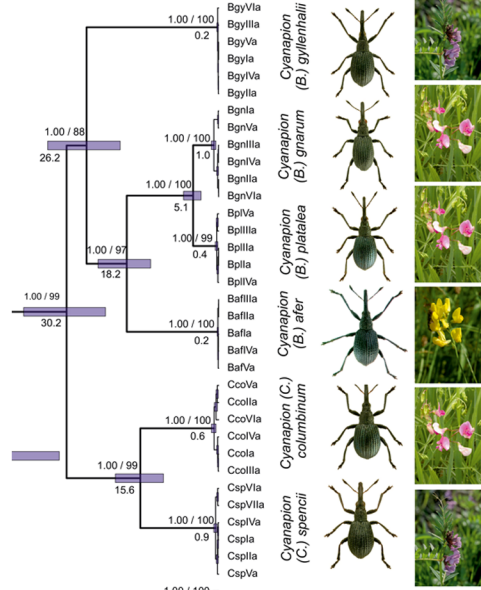 BgyVIa
BgyIIIa
BgyVa
BgyIa
BgyIVa
BgyIIa
1.00 / 100
0.2
Cyanapion
(B.) gyllenhalii
BgnIa
BgnVa
BgnIIIa
BgnIVa
BgnIIa
BgnVIa
1.00 / 100
1.0
Cyanapion
(B.) gnarum
1.00 / 88
26.2
1.00 / 100
5.1
BplVa
BplIIIa
BplIa
BplIIa
BplIVa
1.00 / 99
0.4
Cyanapion
(B.) platalea
1.00 / 97
18.2
1.00 / 99
30.2
BafIIIa
BafIIa
BafIa
BafIVa
BafVa
1.00 / 100
0.2
Cyanapion
(B.) afer
CcoVa
CcoIIa
CcoVIa
CcoIVa
CcoIa
CcoIIIa
1.00 / 100
0.6
Cyanapion (C.)
columbinum
1.00 / 99
15.6
CspVIa
CspVIIa
CspIVa
CspIa
CspIIa
CspVa
1.00 / 100
0.9
Cyanapion
(C.) spencii
1.00 / 100